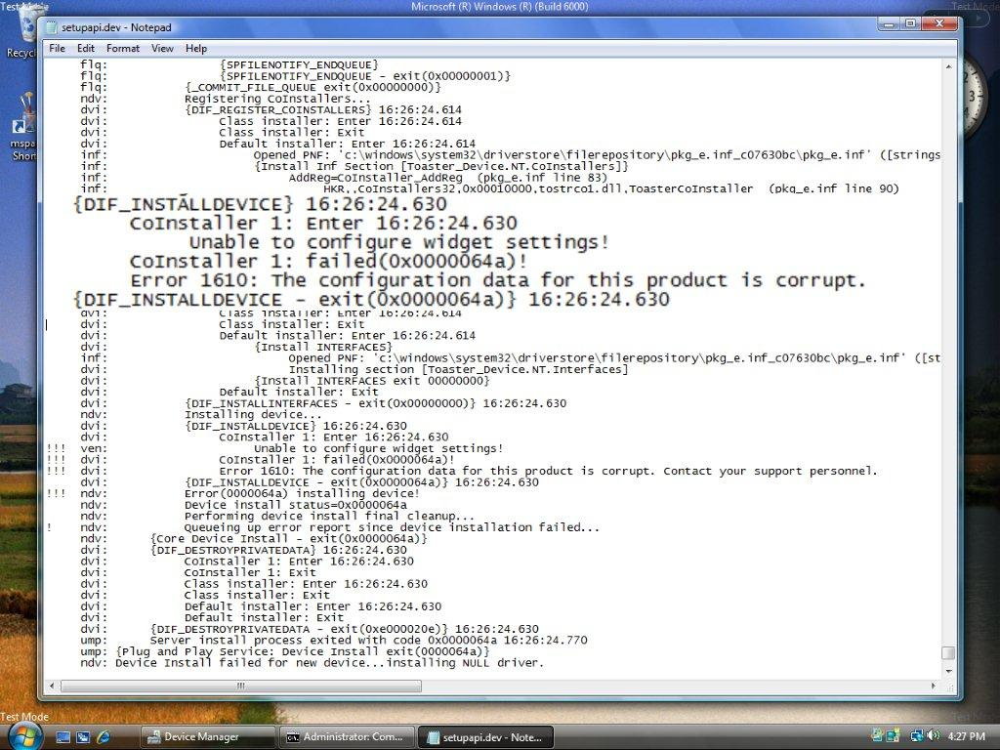 Test Mode
Microsoft (R) Windows (R) (Build 6000)
Test Mode
Recyc
mspa
Short
setupapi.dev - Notepad
File Edit Format View Help
flq: {SPFILENOTIFY_ENDQUEUE}
flq: {SPFILENOTIFY_ENDQUEUE - exit(0x00000001)}
flq: {_COMMIT_FILE_QUEUE exit(0x00000000)}
ndv: Registering CoInstallers...
dvi: {DIF_REGISTER_COINSTALLERS} 16:26:24.614
dvi: Class installer: Enter 16:26:24.614
dvi: Class installer: Exit
dvi: Default installer: Enter 16:26:24.614
inf: Opened PNF: 'c:\windows\system32\driverstore\filerepository\pkg_e.inf_c07630bc\pkg_e.inf' ([strings
inf: {Install Inf Section [Toaster_Device.NT.CoInstallers]}
inf: AddReg=CoInstaller_AddReg (pkg_e.inf line 83)
inf: HKR,,CoInstallers32,0x00010000,tostrco1.dll,ToasterCoInstaller (pkg_e.inf line 90)
{DIF_INSTALLDEVICE} 16:26:24.630
CoInstaller 1: Enter 16:26:24.630
Unable to configure widget settings!
CoInstaller 1: failed(0x0000064a)!
Error 1610: The configuration data for this product is corrupt.
{DIF_INSTALLDEVICE - exit(0x0000064a)} 16:26:24.630
dvi: Class installer: Enter 16:26:24.614
dvi: Class installer: Exit
dvi: Default installer: Enter 16:26:24.614
dvi: {Install INTERFACES}
inf: Opened PNF: 'c:\windows\system32\driverstore\filerepository\pkg_e.inf_c07630bc\pkg_e.inf' ([st
dvi: Installing section [Toaster_Device.NT.Interfaces]
dvi: {Install INTERFACES exit 00000000}
dvi: Default installer: Exit
dvi: {DIF_INSTALLINTERFACES - exit(0x00000000)} 16:26:24.630
ndv: Installing device...
dvi: {DIF_INSTALLDEVICE} 16:26:24.630
dvi: CoInstaller 1: Enter 16:26:24.630
!!! ven: Unable to configure widget settings!
!!! dvi: CoInstaller 1: failed(0x0000064a)!
!!! dvi: Error 1610: The configuration data for this product is corrupt. Contact your support personnel.
dvi: {DIF_INSTALLDEVICE - exit(0x0000064a)} 16:26:24.630
!!! ndv: Error(0000064a) installing device!
ndv: Device install status=0x0000064a
ndv: Performing device install final cleanup...
! ndv: Queueing up error report since device installation failed...
ndv: {Core Device Install - exit(0x0000064a)}
dvi: {DIF_DESTROYPRIVATEDATA} 16:26:24.630
dvi: CoInstaller 1: Enter 16:26:24.630
dvi: CoInstaller 1: Exit
dvi: Class installer: Enter 16:26:24.630
dvi: Class installer: Exit
dvi: Default installer: Enter 16:26:24.630
dvi: Default installer: Exit
dvi: {DIF_DESTROYPRIVATEDATA - exit(0xe000020e)} 16:26:24.630
ump: Server install process exited with code 0x0000064a 16:26:24.770
ump: {Plug and Play Service: Device Install exit(0000064a)}
ndv: Device Install failed for new device...installing NULL driver.
Test Mode
Test Mode
Device Manager
Administrator: Com...
setupapi.dev - Note...
4:27 PM